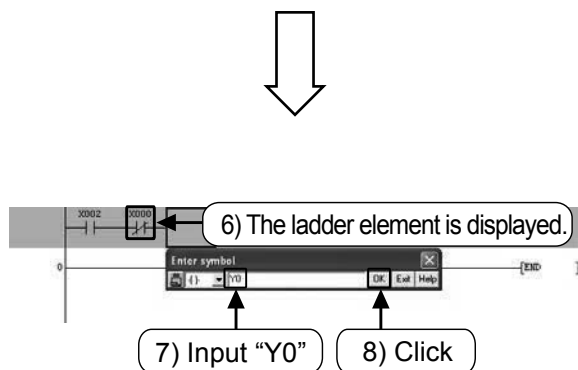 X002 X000
6) The ladder element is displayed.
Enter symbol
0
[END ]
Y0 OK Exit Help
7) Input “Y0” 8) Click